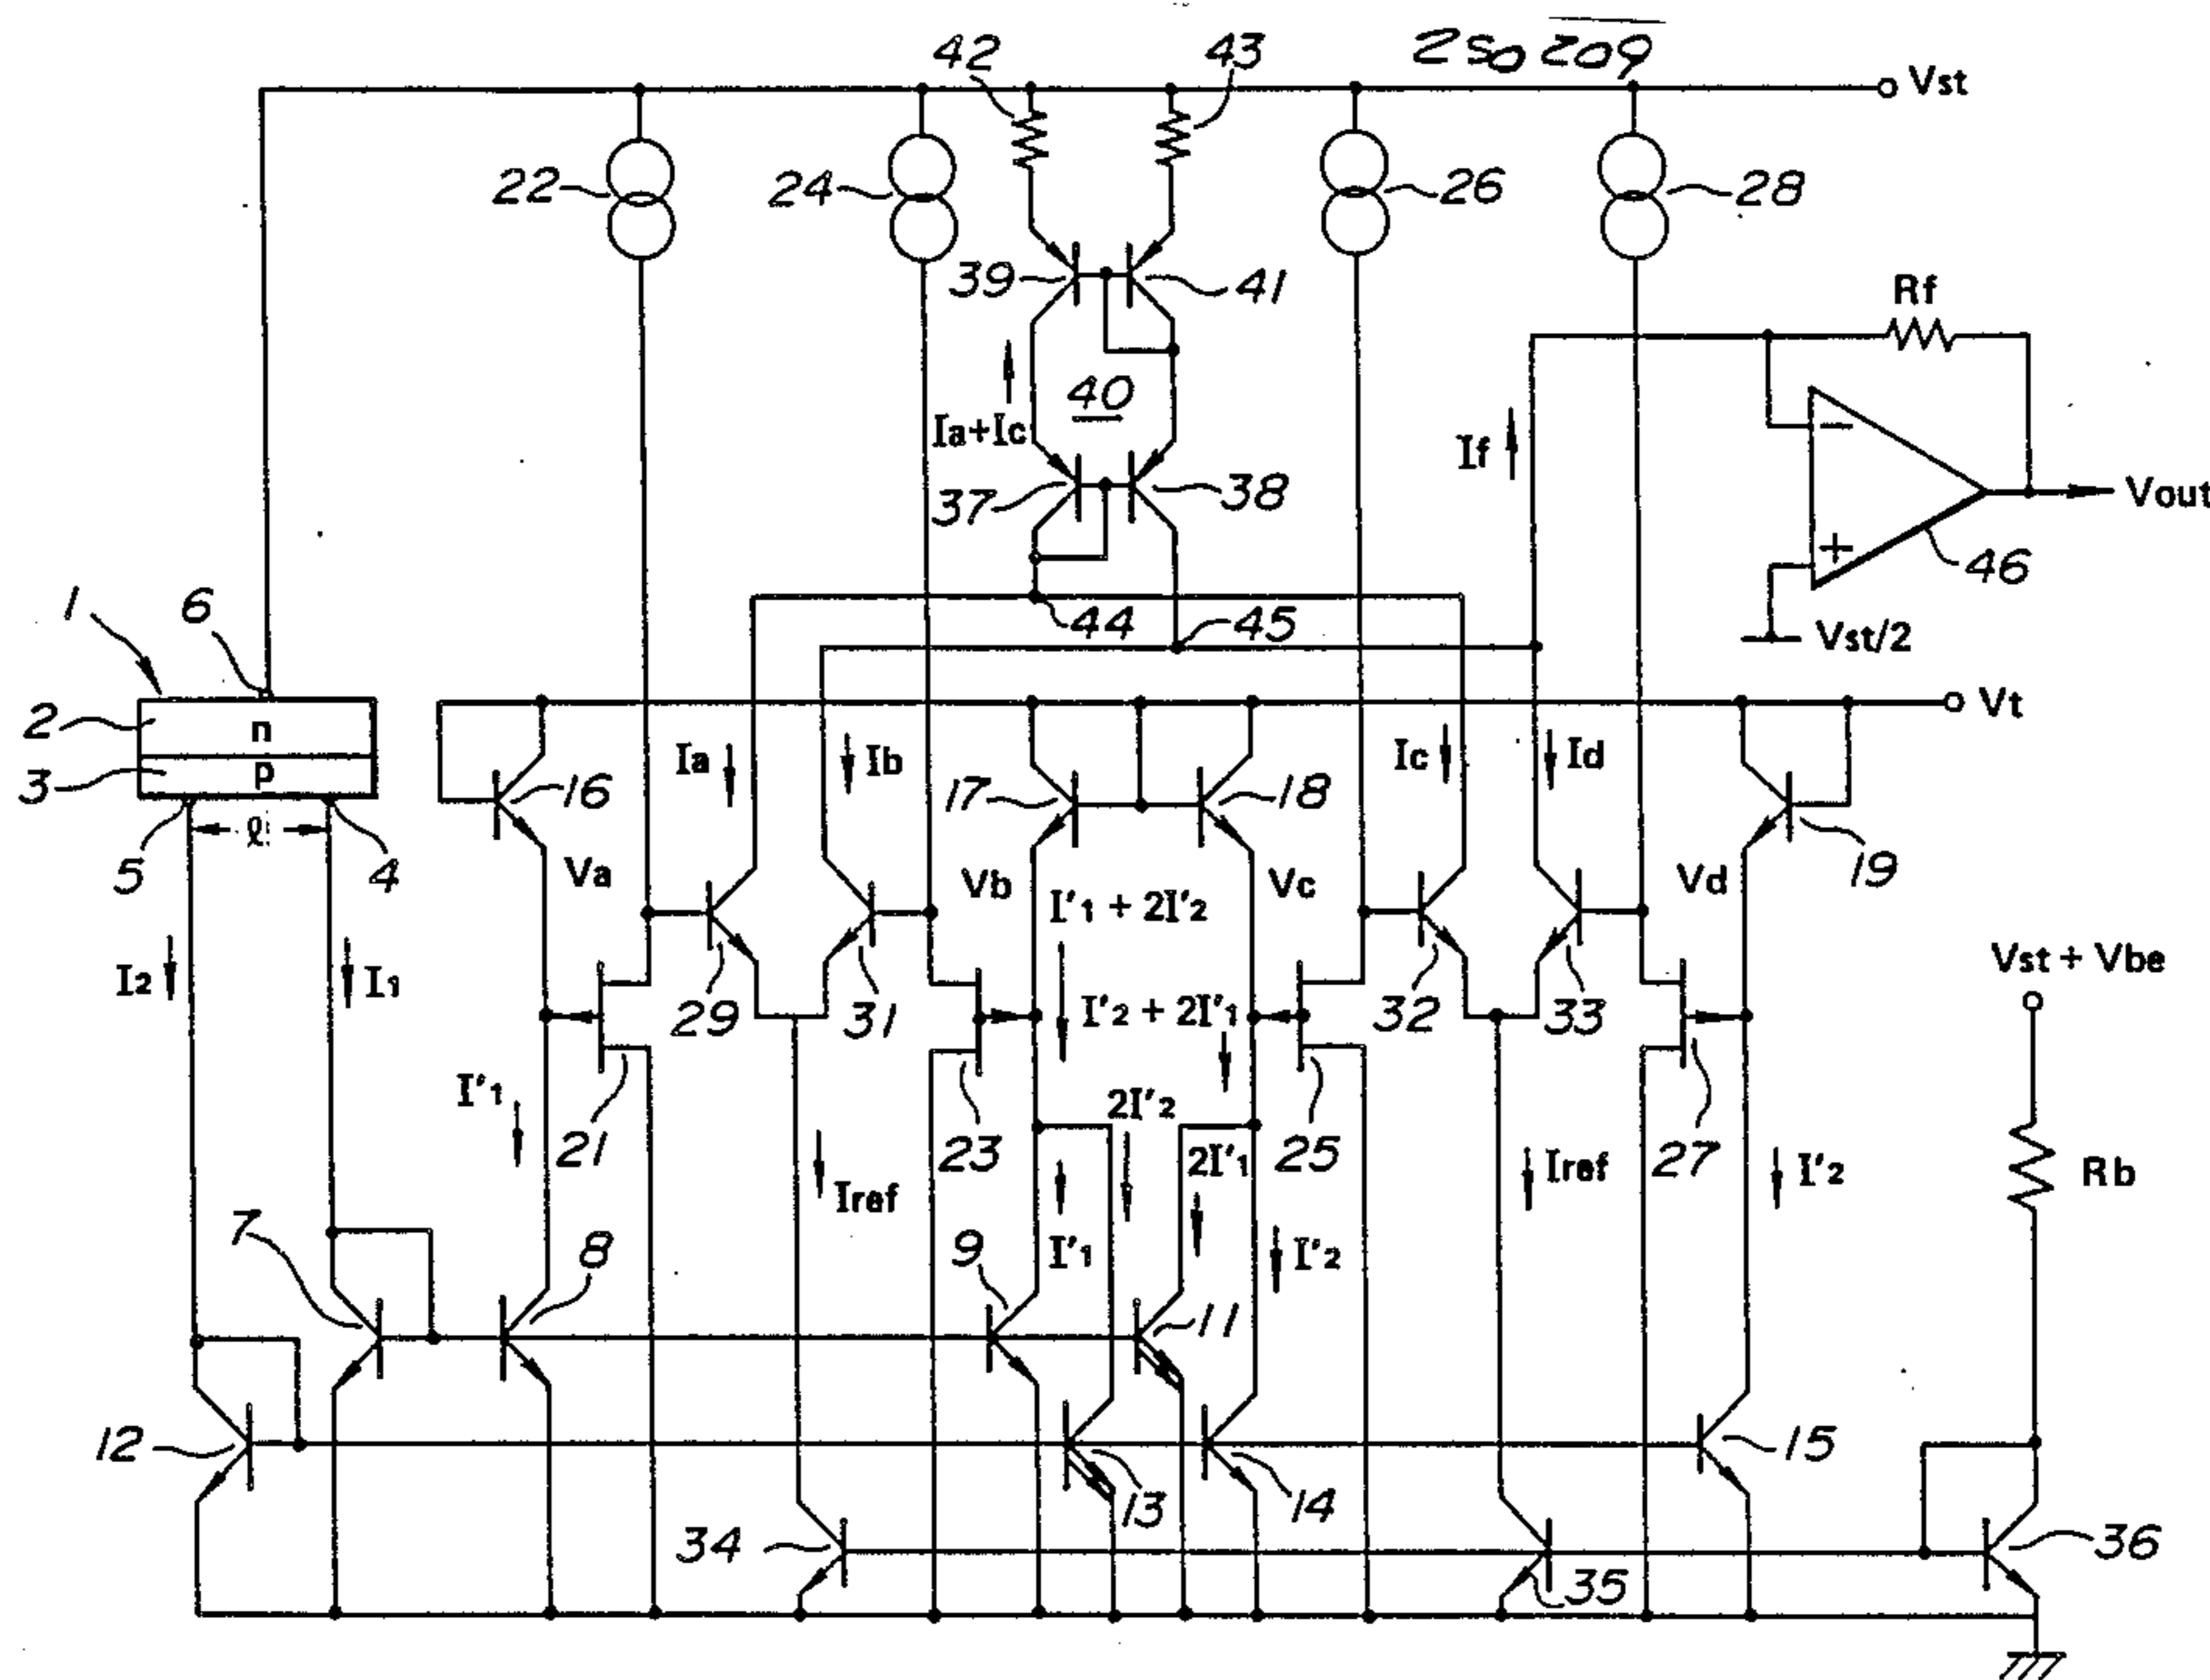 42
43
2SO 209
Vst
22
24
26
28
39
41
Rf
40
Ia+Ic
If
37
38
Vout
46
1
6
44
45
Vst/2
2
n
Vt
3
p
Ia
Ib
Ic
Id
16
17
18
5
ℓ
4
Va
Vb
Vc
Vd
19
I'1 + 2I'2
Vst + Vbe
I2
I1
29
31
I'2 + 2I'1
32
33
I'1
2I'2
21
23
2I'1
25
Iref
27
I'2
Rb
Iref
7
8
9
I'1
I'2
11
12
13
14
15
34
35
36